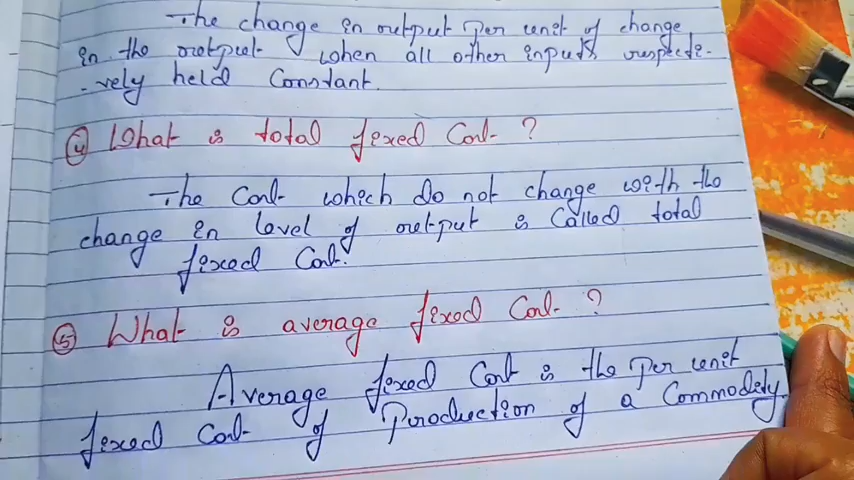 The change in output per unit of change
in the output when all other inputs respecti-
-vely held constant.
④ What is total fixed Cost ?
The Cost which do not change with the
change in level of output is called total
fixed Cost.
⑤ What is average fixed Cost ?
Average fixed Cost is the per unit
fixed Cost of Production of a Commodity